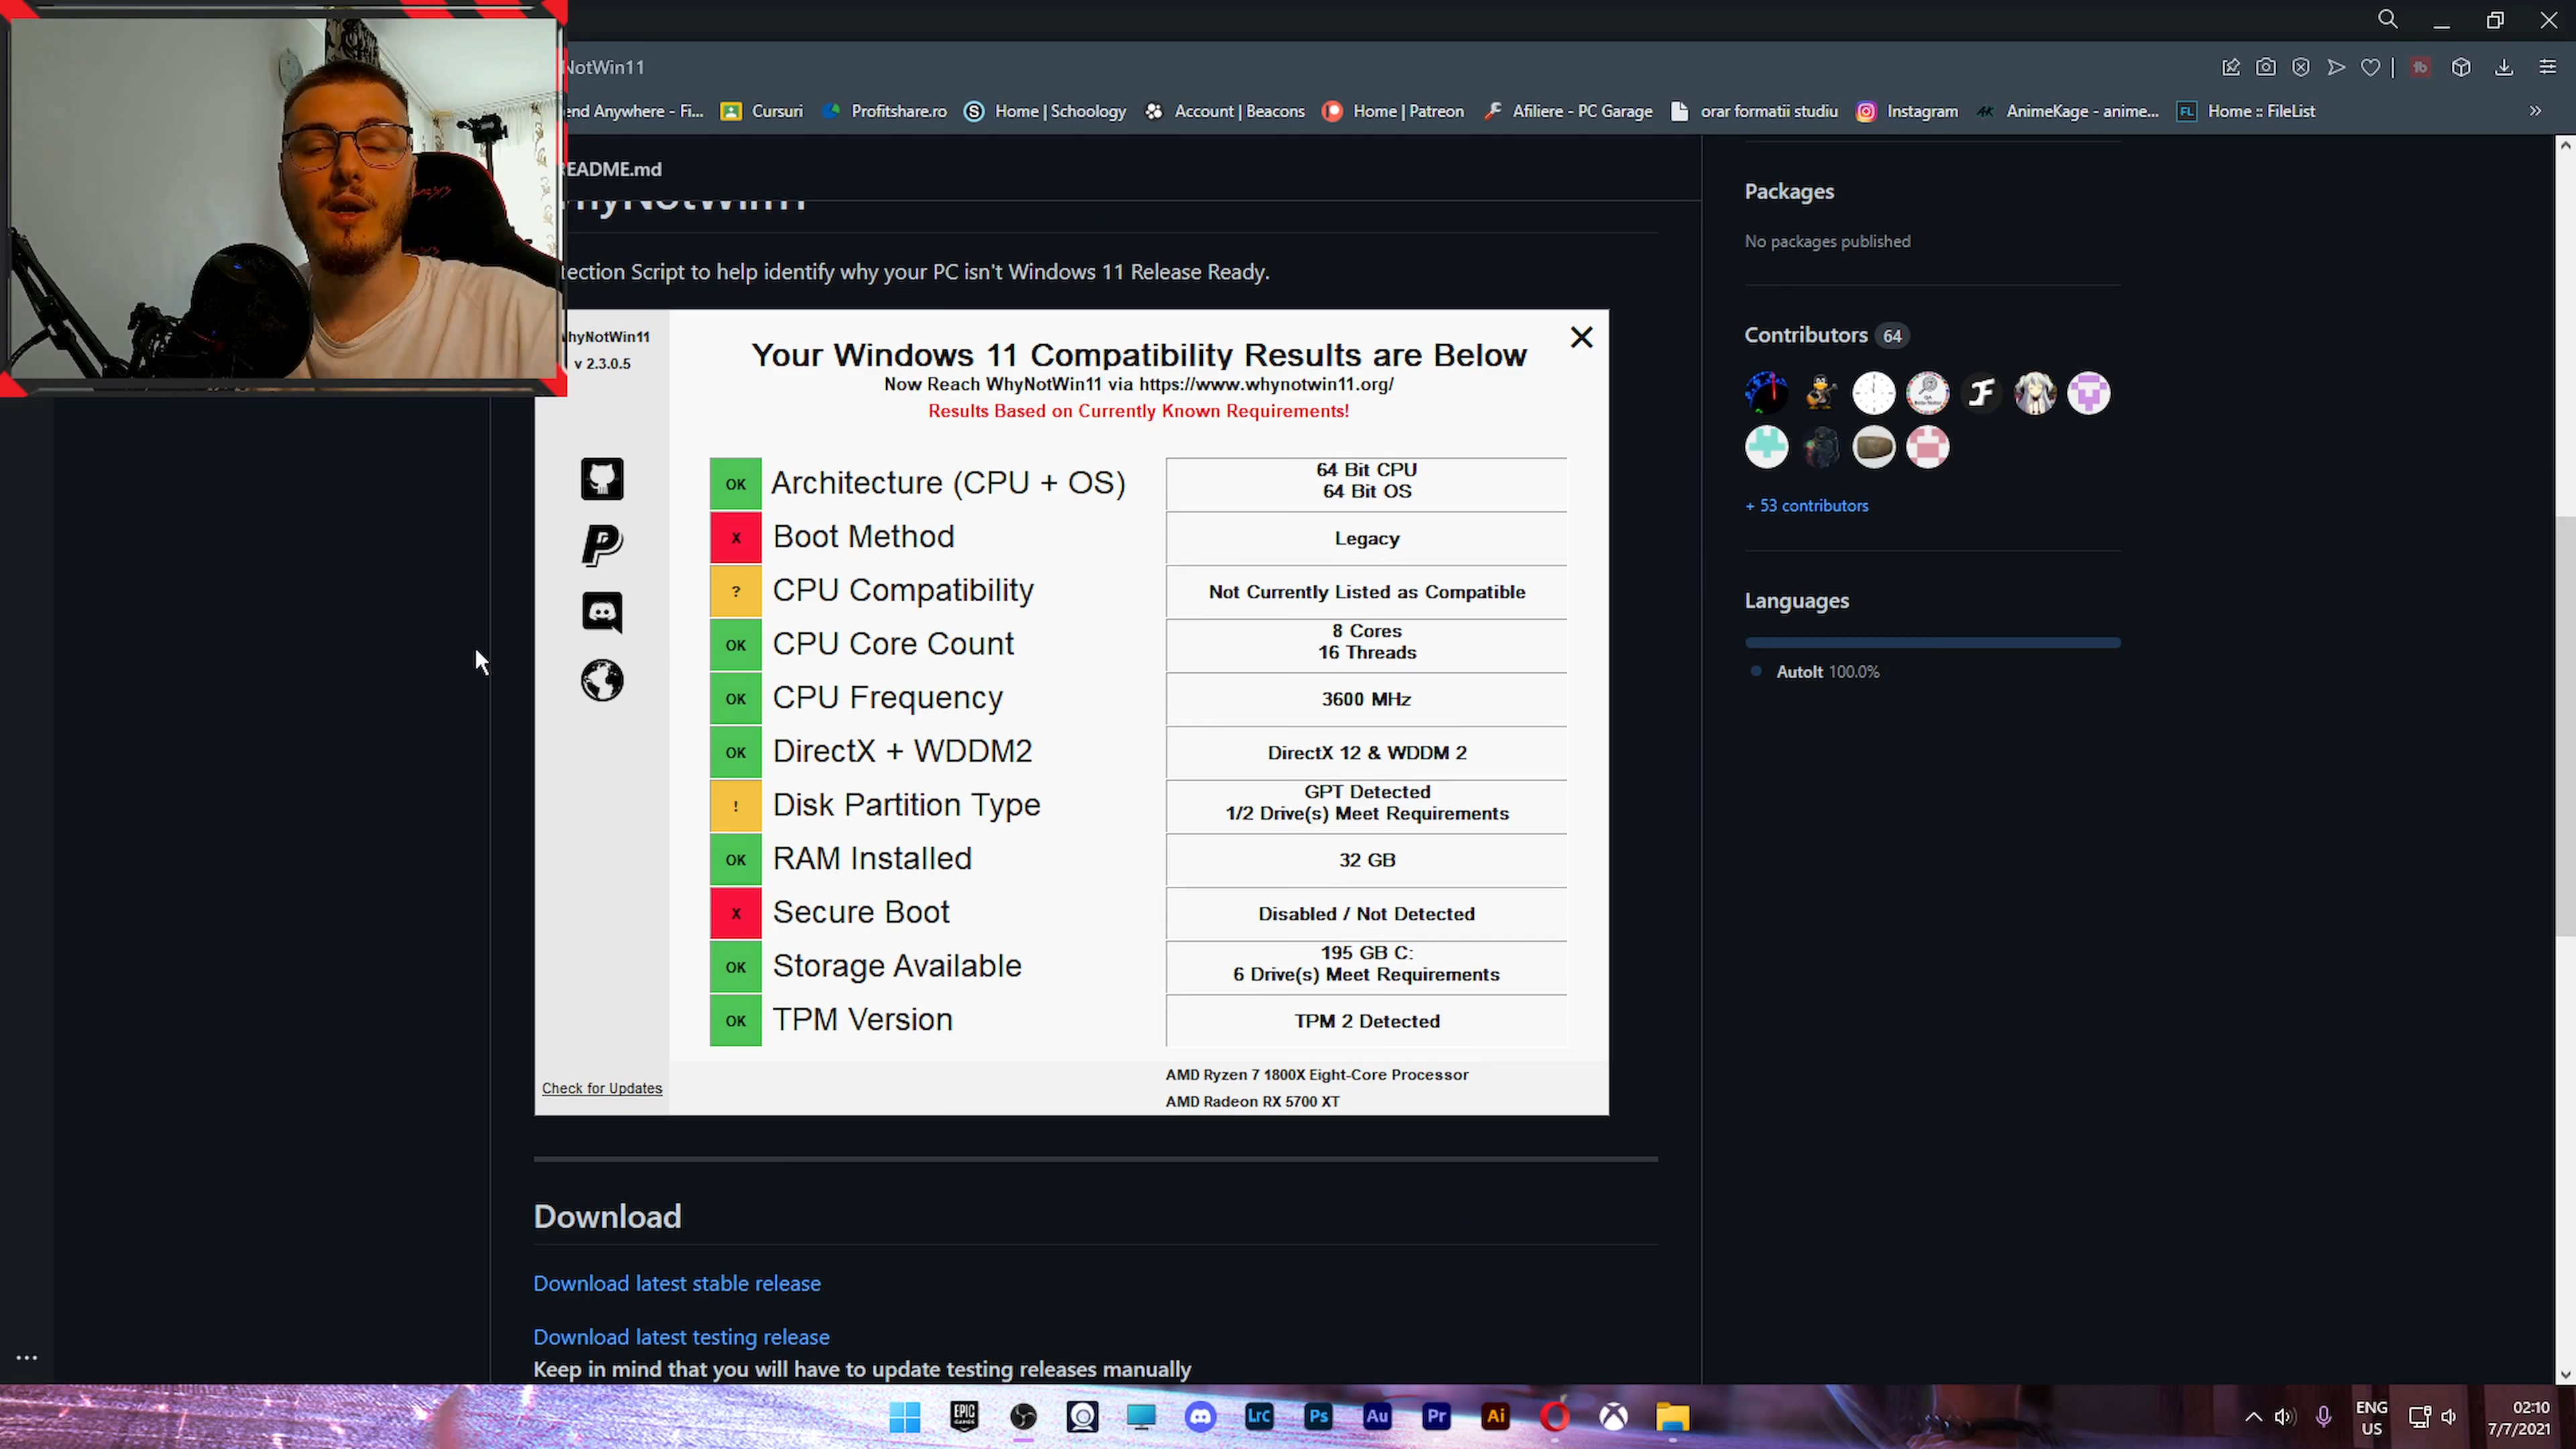 NotWin11
end Anywhere - Fi...
Cursuri
Profitshare.ro
Home | Schoology
Account | Beacons
Home | Patreon
Afiliere - PC Garage
orar formatii studiu
Instagram
AnimeKage - anime...
FL
Home :: FileList
EADME.md
hyNotWin11
ection Script to help identify why your PC isn't Windows 11 Release Ready.
hyNotWin11
v 2.3.0.5
Your Windows 11 Compatibility Results are Below
Now Reach WhyNotWin11 via https://www.whynotwin11.org/
Results Based on Currently Known Requirements!
OK Architecture (CPU + OS)
64 Bit CPU
64 Bit OS
X Boot Method
Legacy
? CPU Compatibility
Not Currently Listed as Compatible
OK CPU Core Count
8 Cores
16 Threads
OK CPU Frequency
3600 MHz
OK DirectX + WDDM2
DirectX 12 & WDDM 2
! Disk Partition Type
GPT Detected
1/2 Drive(s) Meet Requirements
OK RAM Installed
32 GB
X Secure Boot
Disabled / Not Detected
OK Storage Available
195 GB C:
6 Drive(s) Meet Requirements
OK TPM Version
TPM 2 Detected
Check for Updates
AMD Ryzen 7 1800X Eight-Core Processor
AMD Radeon RX 5700 XT
Download
Download latest stable release
Download latest testing release
Keep in mind that you will have to update testing releases manually
Packages
No packages published
Contributors 64
+ 53 contributors
Languages
AutoIt 100.0%
EPIC
GAMES
LrC
Ps
Au
Pr
Ai
ENG
US
02:10
7/7/2021